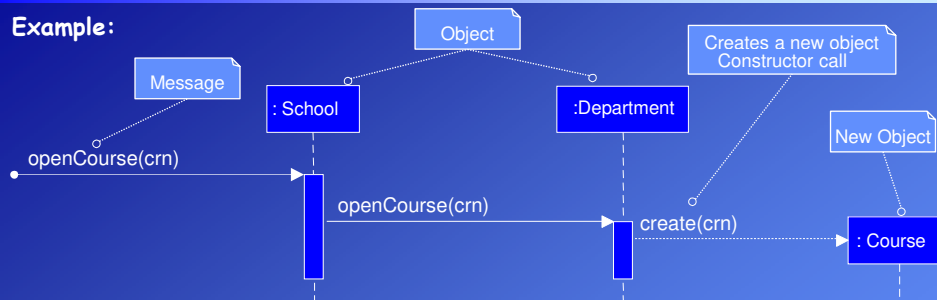 Example:
Object
Creates a new object
Constructor call
Message
: School
:Department
New Object
openCourse(crn)
openCourse(crn)
create(crn)
: Course